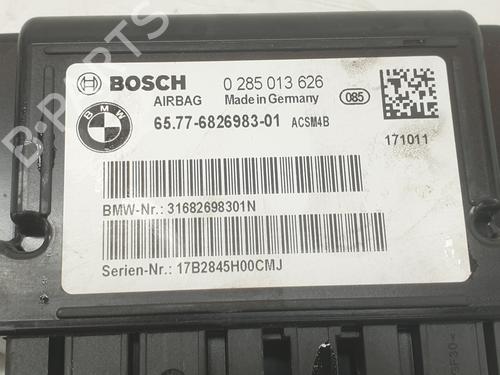 BOSCH 0 285 013 626
AIRBAG Made in Germany 085
BMW 65.77-6826983-01 ACSM4B
171011
BMW-Nr.: 31682698301N
Serien-Nr.: 17B2845H00CMJ
B-PARTS